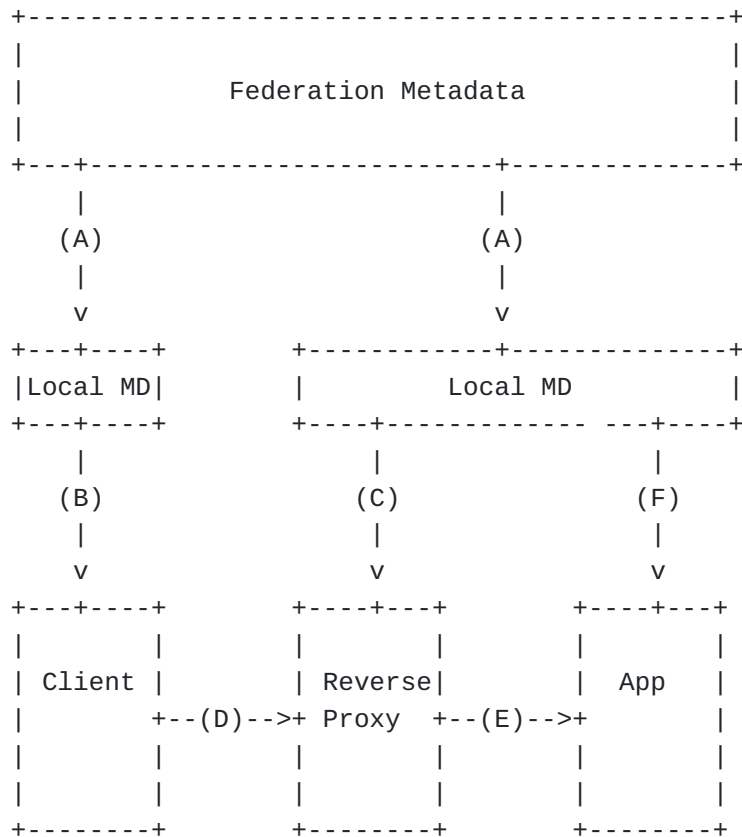 +----------------------------------------------+
|                                              |
|             Federation Metadata              |
|                                              |
+---+--------------------------+---------------+
    |                          |
   (A)                        (A)
    |                          |
    v                          v
+---+----+        +------------+--------------+
|Local MD|        |         Local MD          |
+---+----+        +----+------------- ---+----+
    |                  |                 |
   (B)                (C)               (F)
    |                  |                 |
    v                  v                 v
+---+----+        +----+---+        +----+---+
|        |        |        |        |        |
| Client |        | Reverse|        |  App   |
|        +--(D)-->+ Proxy  +--(E)-->+        |
|        |        |        |        |        |
|        |        |        |        |        |
+--------+        +--------+        +--------+